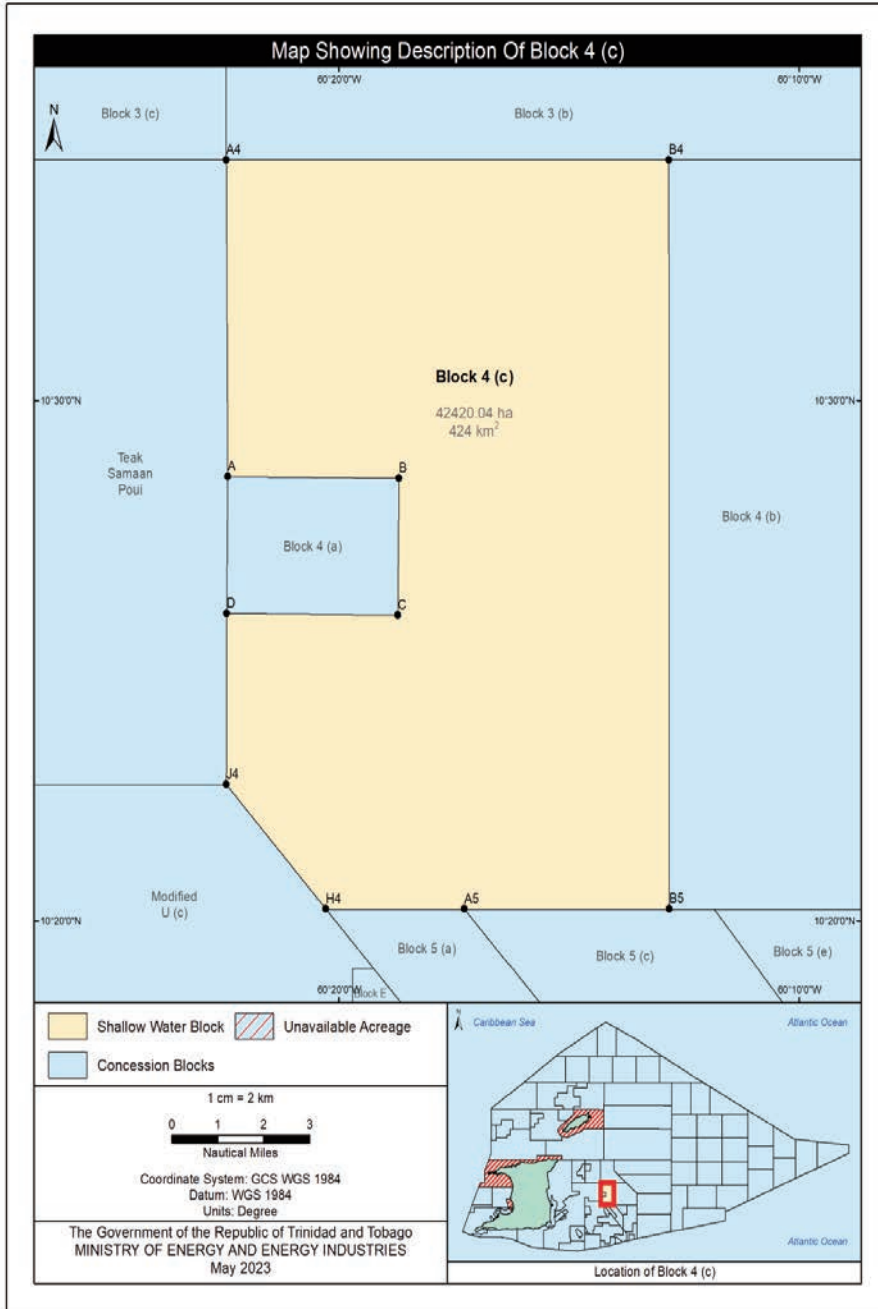 Map Showing Description Of Block 4 (c)
60°20'0"W
60°10'0"W
Block 3 (c)
Block 3 (b)
N
A4
B4
Block 4 (c)
42420.04 ha
424 km²
10°30'0"N
10°30'0"N
Teak
Samaan
Poui
A
B
Block 4 (a)
Block 4 (b)
D
C
J4
Modified
U (c)
H4
A5
B5
10°20'0"N
10°20'0"N
Block 5 (a)
Block 5 (c)
Block 5 (e)
Block E
60°20'0"W
60°10'0"W
Shallow Water Block
Unavailable Acreage
Concession Blocks
1 cm = 2 km
0 1 2 3
Nautical Miles
Coordinate System: GCS WGS 1984
Datum: WGS 1984
Units: Degree
The Government of the Republic of Trinidad and Tobago
MINISTRY OF ENERGY AND ENERGY INDUSTRIES
May 2023
N
Caribbean Sea
Atlantic Ocean
Atlantic Ocean
Location of Block 4 (c)